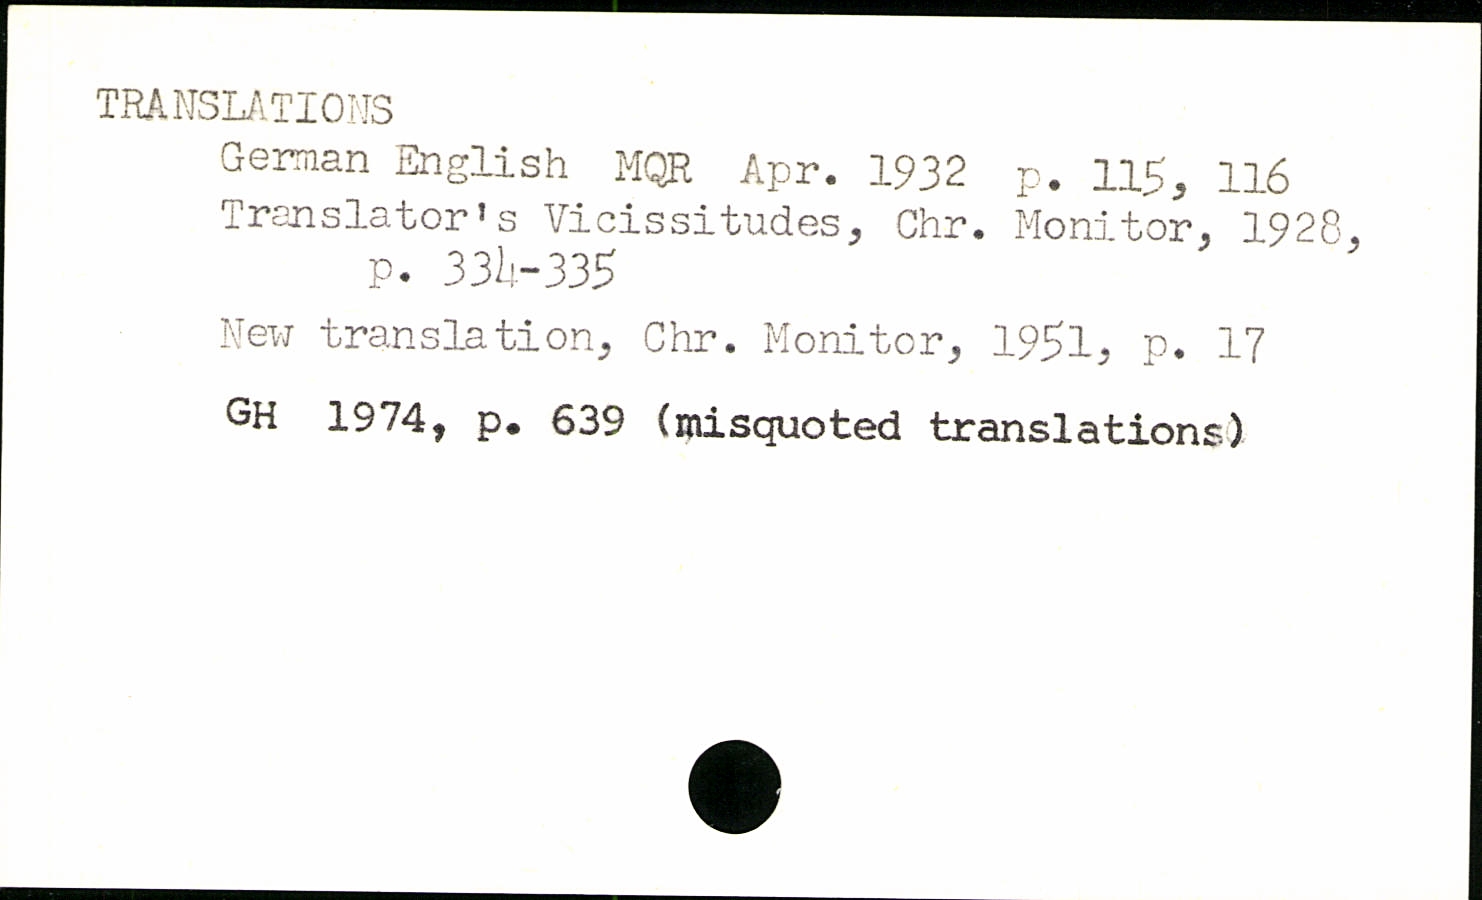 TRANSLATIONS
German English MQR Apr. 1932 p. 115, 116
Translator's Vicissitudes, Chr. Monitor, 1928,
p. 334-335
New translation, Chr. Monitor, 1951, p. 17
GH 1974, p. 639 (misquoted translations)